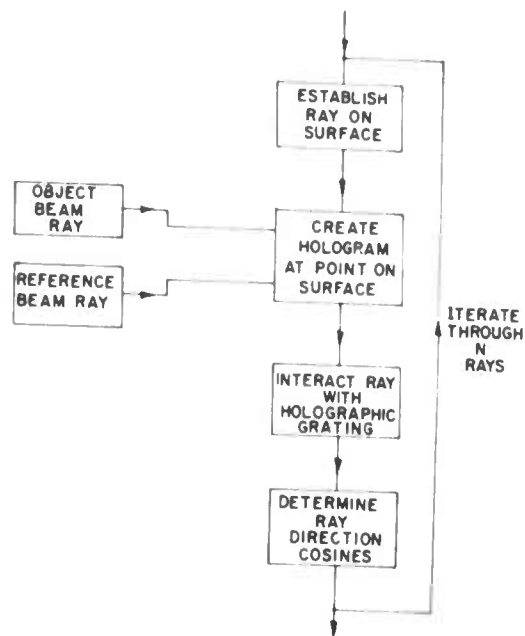 ESTABLISH
RAY ON
SURFACE
OBJECT
BEAM
RAY
REFERENCE
BEAM RAY
CREATE
HOLOGRAM
AT POINT ON
SURFACE
ITERATE
THROUGH
N
RAYS
INTERACT RAY
WITH
HOLOGRAPHIC
GRATING
DETERMINE
RAY
DIRECTION
COSINES